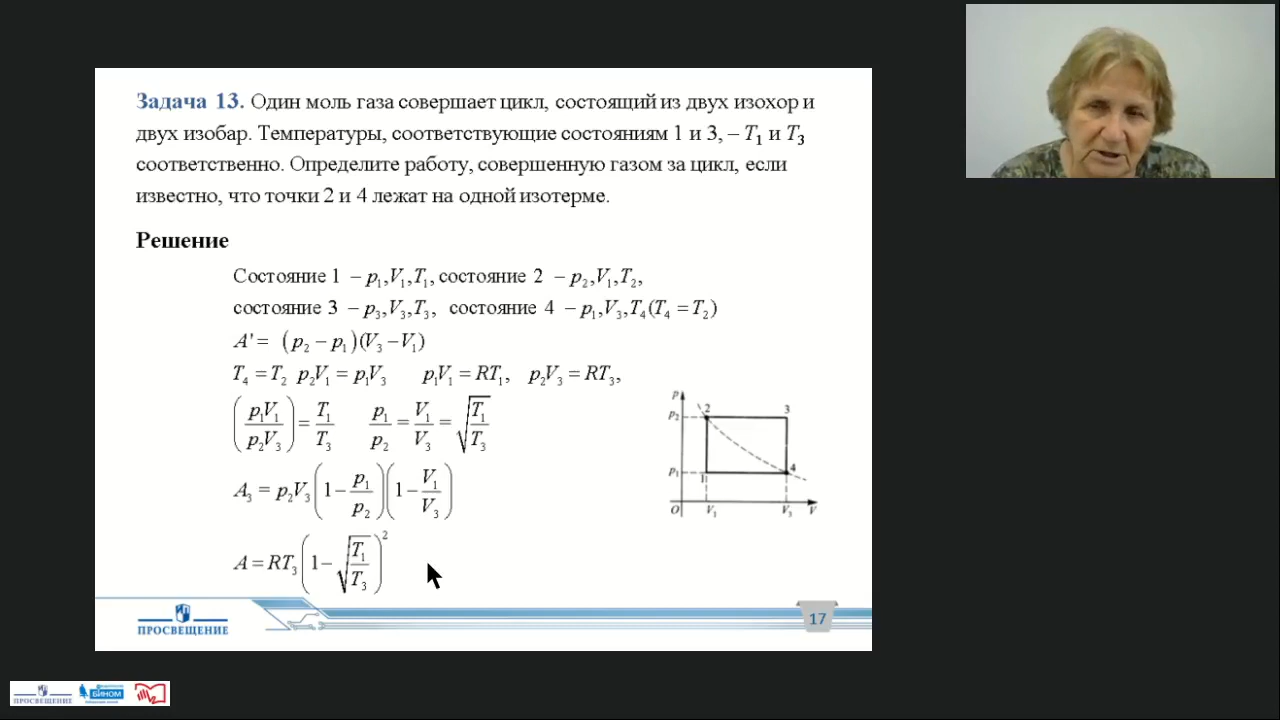 Задача 13. Один моль газа совершает цикл, состоящий из двух изохор и
двух изобар. Температуры, соответствующие состояниям 1 и 3, – T₁ и T₃
соответственно. Определите работу, совершенную газом за цикл, если
известно, что точки 2 и 4 лежат на одной изотерме.
Решение
Состояние 1 – p₁,V₁,T₁, состояние 2 – p₂,V₁,T₂,
состояние 3 – p₃,V₃,T₃, состояние 4 – p₁,V₃,T₄(T₄ = T₂)
A' = (p₂ – p₁)(V₃ – V₁)
T₄ = T₂ p₂V₁ = p₁V₃ p₁V₁ = RT₁, p₂V₃ = RT₃,
(p₁V₁/p₂V₃) = T₁/T₃ p₁/p₂ = V₁/V₃ = √(T₁/T₃)
A₃ = p₂V₃(1 – p₁/p₂)(1 – V₁/V₃)
A = RT₃(1 – √(T₁/T₃))²
p
p₂
2
3
p₁
1
4
O
V₁
V₃
V
ПРОСВЕЩЕНИЕ
17
ПРОСВЕЩЕНИЕ
БИНОМ